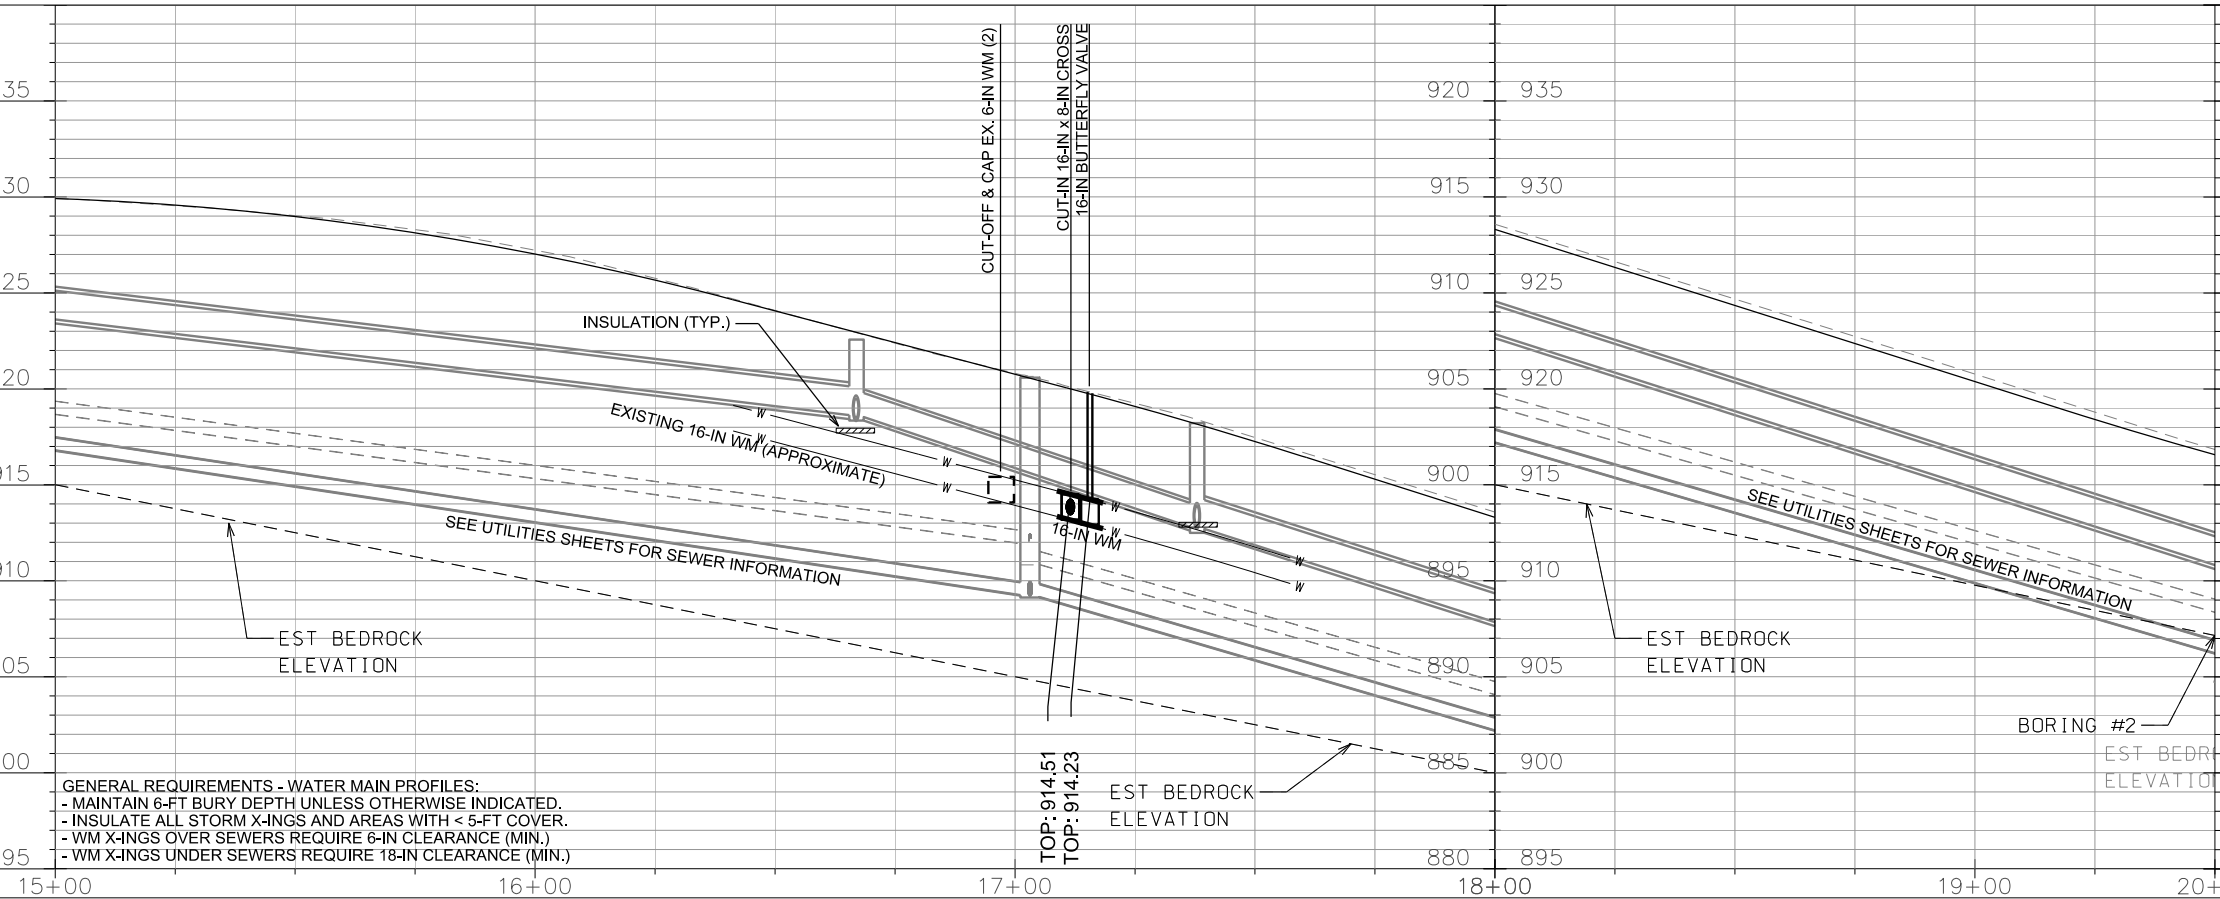 CUT-OFF & CAP EX. 6-IN WM (2)
CUT-IN 16-IN x 8-IN CROSS
16-IN BUTTERFLY VALVE
35
920
935
30
915
930
25
910
925
INSULATION (TYP.)
20
905
920
EXISTING 16-IN WM (APPROXIMATE)
W
W
W
W
W
W
W
W
915
900
915
16-IN WM
SEE UTILITIES SHEETS FOR SEWER INFORMATION
SEE UTILITIES SHEETS FOR SEWER INFORMATION
910
895
910
EST BEDROCK
ELEVATION
EST BEDROCK
ELEVATION
05
890
905
BORING #2
00
885
900
EST BEDR
ELEVATIO
TOP: 914.51
TOP: 914.23
EST BEDROCK
ELEVATION
GENERAL REQUIREMENTS - WATER MAIN PROFILES:
- MAINTAIN 6-FT BURY DEPTH UNLESS OTHERWISE INDICATED.
- INSULATE ALL STORM X-INGS AND AREAS WITH < 5-FT COVER.
- WM X-INGS OVER SEWERS REQUIRE 6-IN CLEARANCE (MIN.)
- WM X-INGS UNDER SEWERS REQUIRE 18-IN CLEARANCE (MIN.)
95
880
895
15+00
16+00
17+00
18+00
19+00
20+